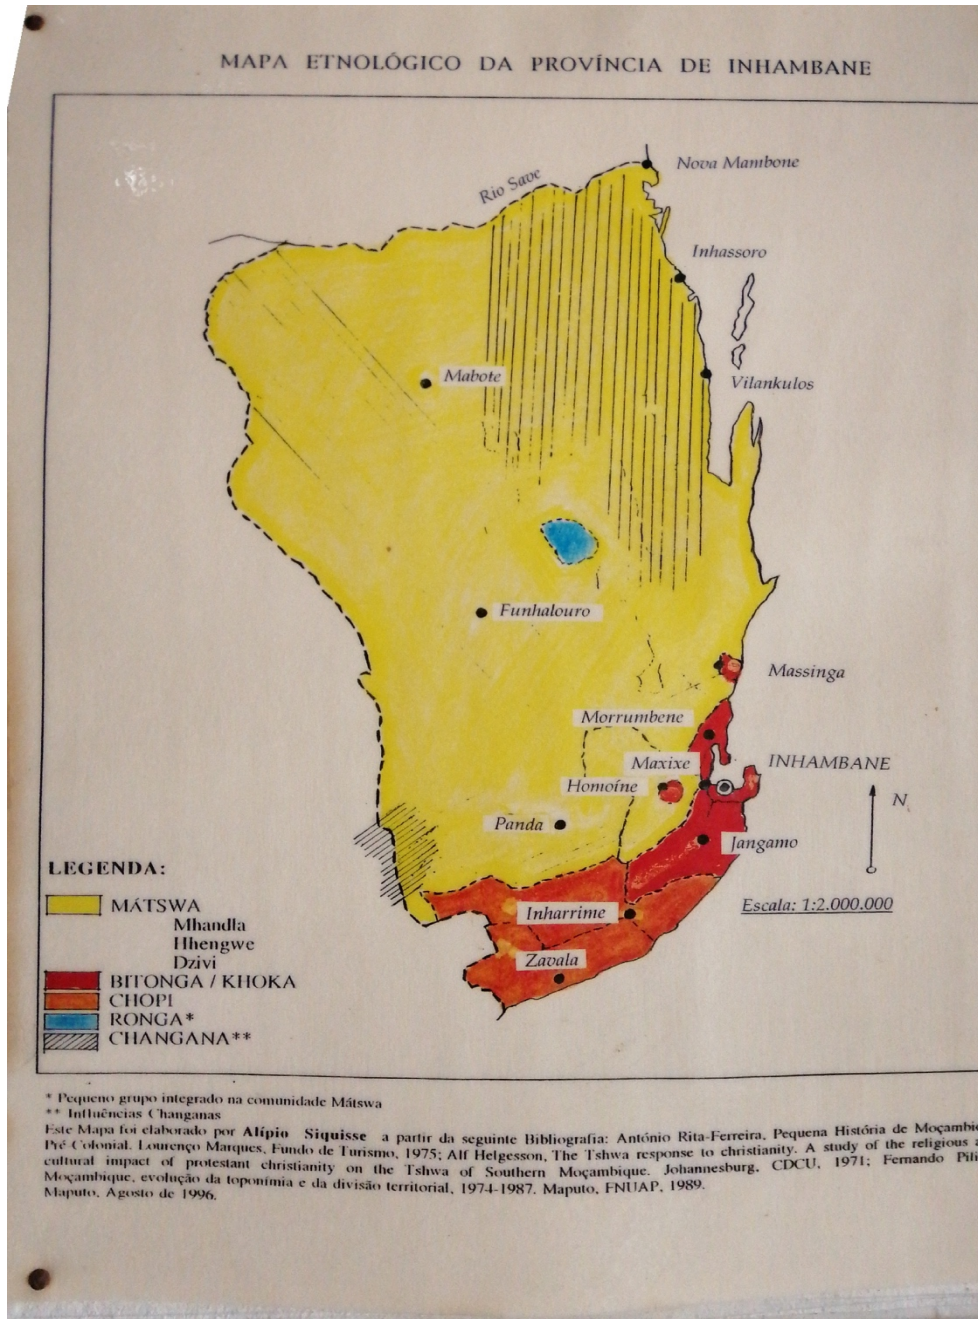 MAPA ETNOLÓGICO DA PROVÍNCIA DE INHAMBANE
Nova Mambone
Rio Save
Inhassoro
Mabote
Vilankulos
Funhalouro
Massinga
Morrumbene
Maxixe
INHAMBANE
Homoíne
N
Panda
Jangamo
LEGENDA:
Inharrime
Escala: 1:2.000.000
MÁTSWA
Mhandla
Hhengwe
Dzivi
Zavala
BITONGA / KHOKA
CHOPI
RONGA*
CHANGANA**
* Pequeno grupo integrado na comunidade Mátswa
** Influências Changanas
Este Mapa foi elaborado por Alípio Siquisse a partir da seguinte Bibliografia: António Rita-Ferreira, Pequena História de Moçambi
Pré Colonial. Lourenço Marques, Fundo de Turismo, 1975; Alf Helgesson, The Tshwa response to christianity. A study of the religious a
cultural impact of protestant christianity on the Tshwa of Southern Moçambique. Johannesburg, CDCU, 1971; Fernando Pili
Moçambique, evolução da toponímia e da divisão territorial, 1974-1987. Maputo, FNUAP, 1989.
Maputo, Agosto de 1996.